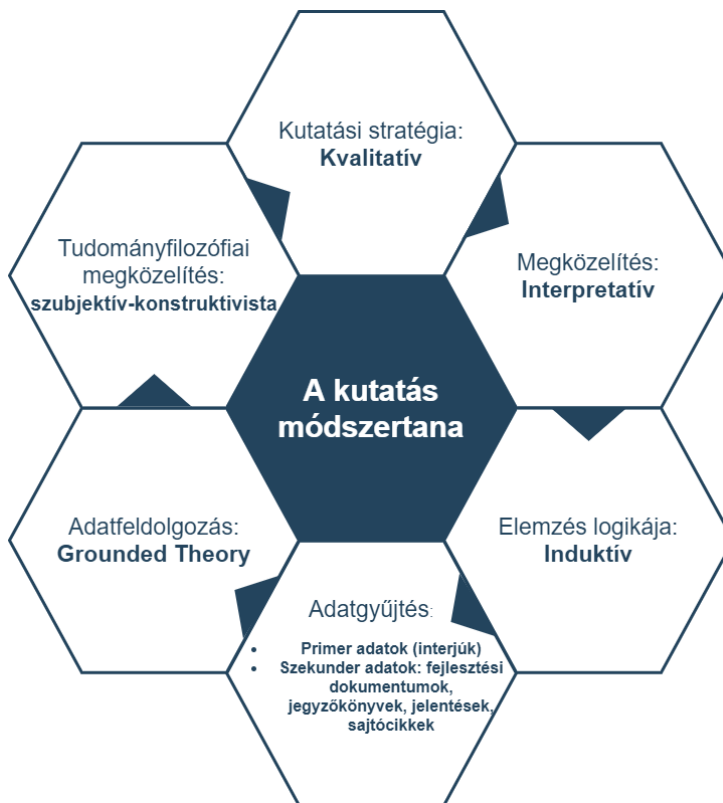 Kutatási stratégia:
Kvalitatív
Tudományfilozófiai
megközelítés:
szubjektív-konstruktivista
Megközelítés:
Interpretatív
A kutatás
módszertana
Adatfeldolgozás:
Grounded Theory
Elemzés logikája:
Induktív
Adatgyűjtés:
• Primer adatok (interjúk)
• Szekunder adatok: fejlesztési
dokumentumok,
jegyzőkönyvek, jelentések,
sajtócikkek